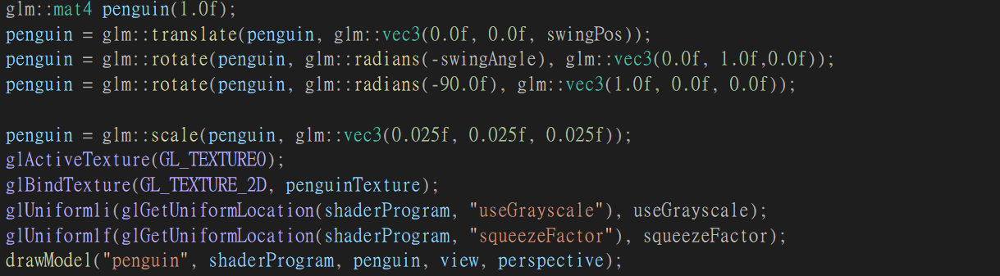 glm::mat4 penguin(1.0f);
penguin = glm::translate(penguin, glm::vec3(0.0f, 0.0f, swingPos));
penguin = glm::rotate(penguin, glm::radians(-swingAngle), glm::vec3(0.0f, 1.0f,0.0f));
penguin = glm::rotate(penguin, glm::radians(-90.0f), glm::vec3(1.0f, 0.0f, 0.0f));
penguin = glm::scale(penguin, glm::vec3(0.025f, 0.025f, 0.025f));
glActiveTexture(GL_TEXTURE0);
glBindTexture(GL_TEXTURE_2D, penguinTexture);
glUniform1i(glGetUniformLocation(shaderProgram, "useGrayscale"), useGrayscale);
glUniform1f(glGetUniformLocation(shaderProgram, "squeezeFactor"), squeezeFactor);
drawModel("penguin", shaderProgram, penguin, view, perspective);